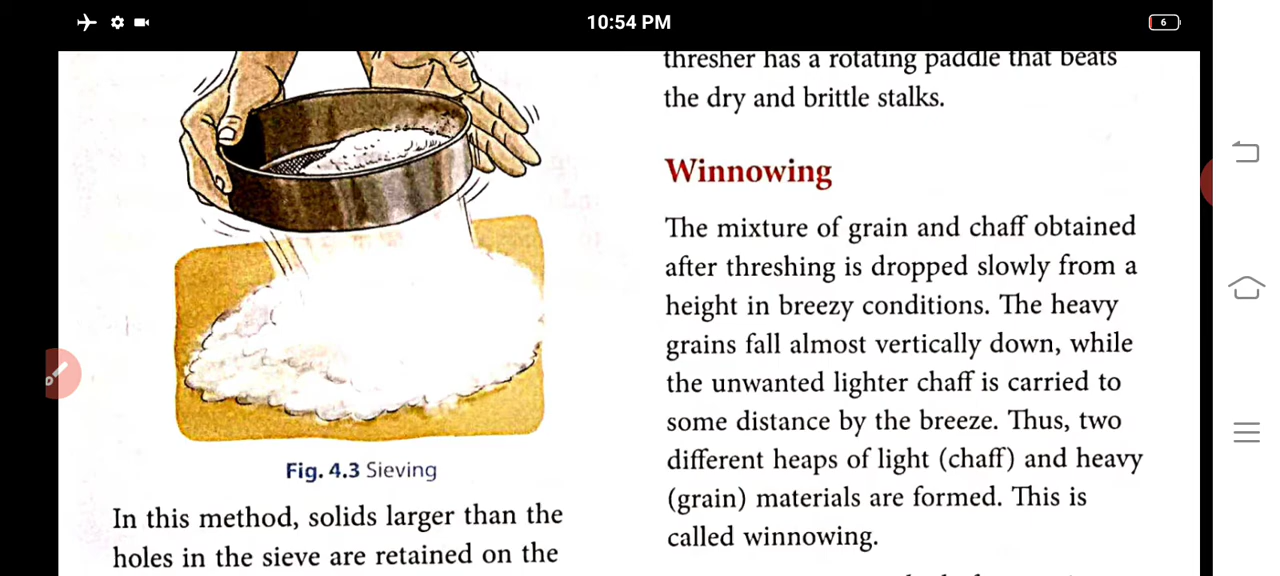 10:54 PM
6
Fig. 4.3 Sieving
In this method, solids larger than the
holes in the sieve are retained on the
thresher has a rotating paddle that beats
the dry and brittle stalks.
Winnowing
The mixture of grain and chaff obtained
after threshing is dropped slowly from a
height in breezy conditions. The heavy
grains fall almost vertically down, while
the unwanted lighter chaff is carried to
some distance by the breeze. Thus, two
different heaps of light (chaff) and heavy
(grain) materials are formed. This is
called winnowing.